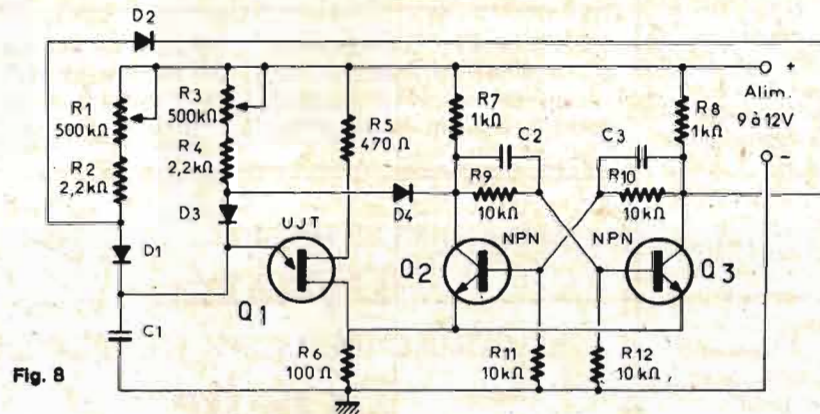 D2
R1
500kΩ
R2
2,2kΩ
D1
C1
R3
500kΩ
R4
2,2kΩ
D3
UJT
Q1
R5
470 Ω
R6
100 Ω
D4
R7
1kΩ
C2
R9
10kΩ
NPN
Q2
R11
10kΩ
C3
R10
10kΩ
NPN
Q3
R12
10kΩ
R8
1kΩ
+
Alim.
9 à 12V
-
Fig. 8